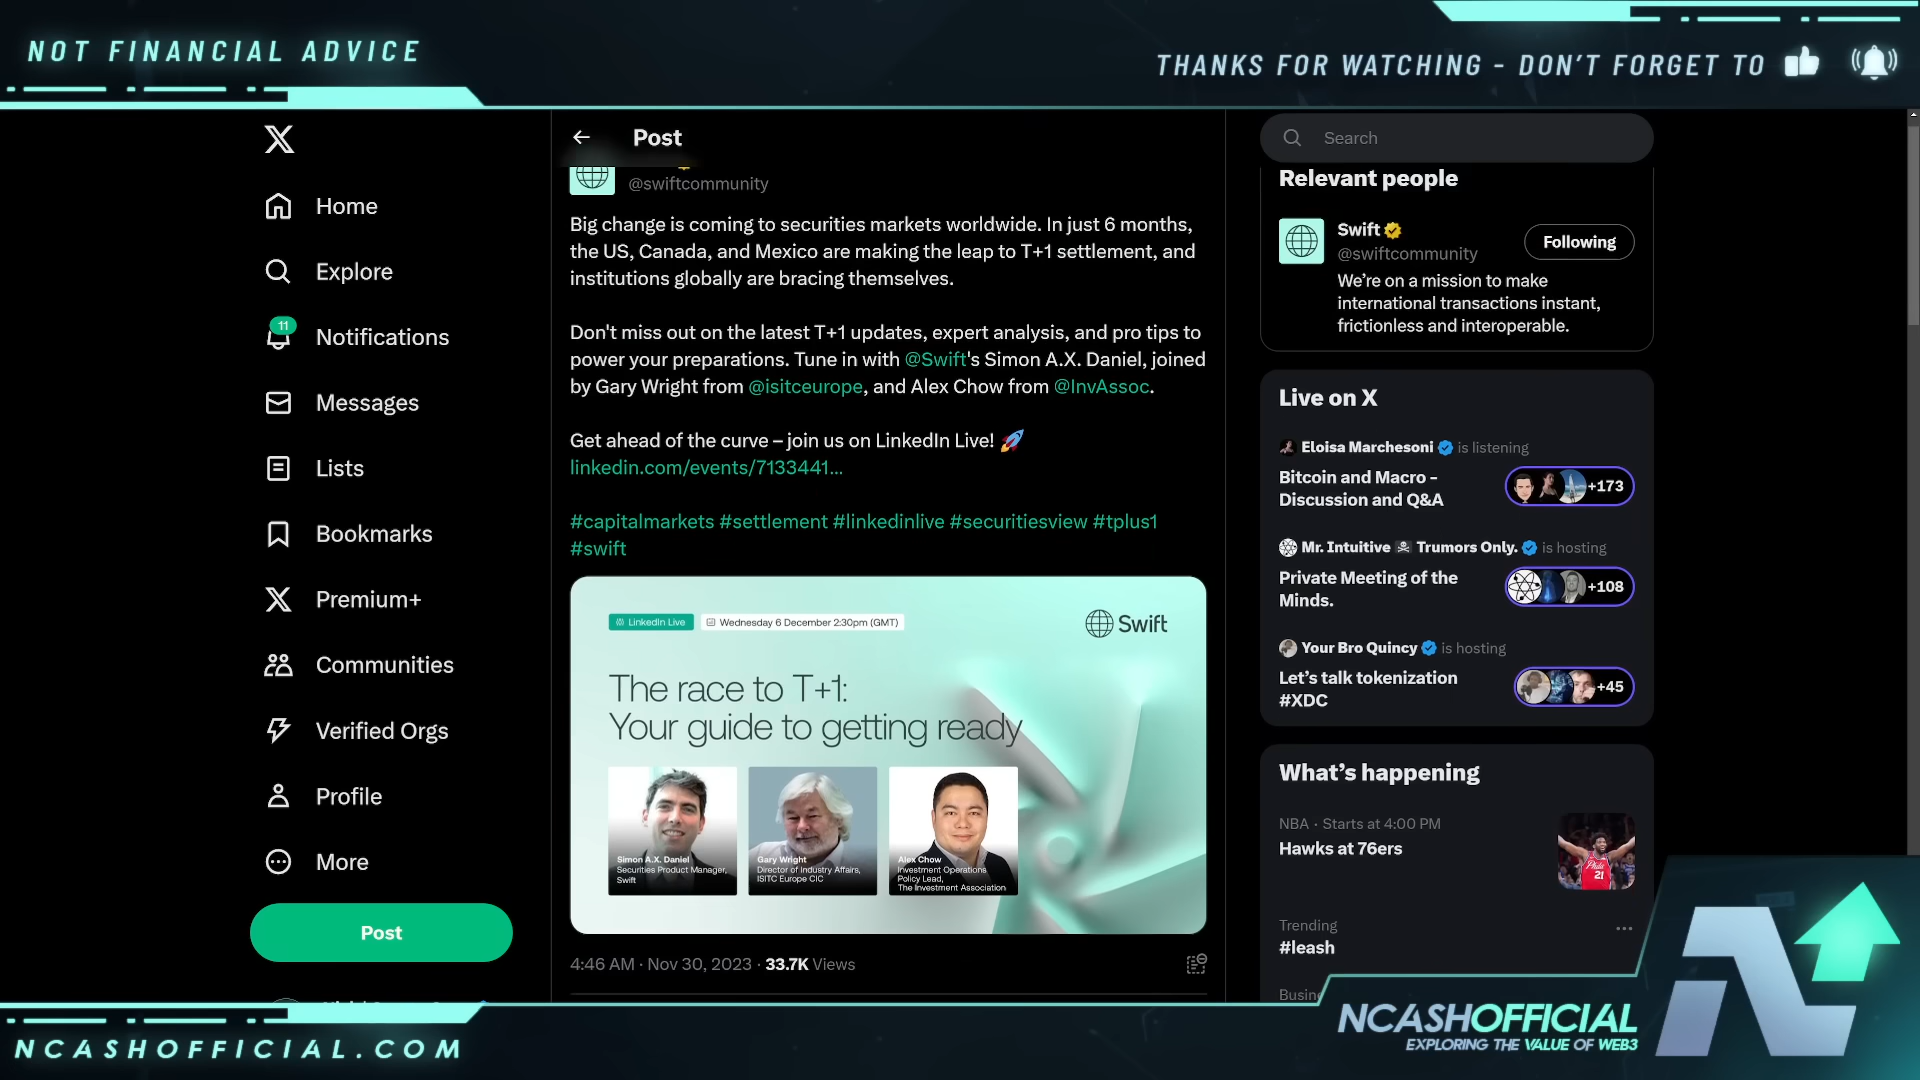 NOT FINANCIAL ADVICE
THANKS FOR WATCHING - DON'T FORGET TO
Post
@swiftcommunity
Big change is coming to securities markets worldwide. In just 6 months,
the US, Canada, and Mexico are making the leap to T+1 settlement, and
institutions globally are bracing themselves.
Don't miss out on the latest T+1 updates, expert analysis, and pro tips to
power your preparations. Tune in with @Swift's Simon A.X. Daniel, joined
by Gary Wright from @isitceurope, and Alex Chow from @InvAssoc.
Get ahead of the curve – join us on LinkedIn Live! 🚀
linkedin.com/events/7133441...
#capitalmarkets #settlement #linkedinlive #securitiesview #tplus1
#swift
LinkedIn Live
Wednesday 6 December 2:30pm (GMT)
Swift
The race to T+1:
Your guide to getting ready
Simon A.X. Daniel
Securities Product Manager,
Swift
Gary Wright
Director of Industry Affairs,
ISITC Europe CIC
Alex Chow
Investment Operations
Policy Lead,
The Investment Association
4:46 AM · Nov 30, 2023 · 33.7K Views
Home
Explore
11
Notifications
Messages
Lists
Bookmarks
Premium+
Communities
Verified Orgs
Profile
More
Post
Search
Relevant people
Swift
@swiftcommunity
Following
We're on a mission to make
international transactions instant,
frictionless and interoperable.
Live on X
Eloisa Marchesoni is listening
Bitcoin and Macro -
Discussion and Q&A
+173
Mr. Intuitive ☠ Trumors Only. is hosting
Private Meeting of the
Minds.
+108
Your Bro Quincy is hosting
Let's talk tokenization
#XDC
+45
What's happening
NBA · Starts at 4:00 PM
Hawks at 76ers
Trending
#leash
NCASHOFFICIAL.COM
NCASHOFFICIAL
EXPLORING THE VALUE OF WEB3